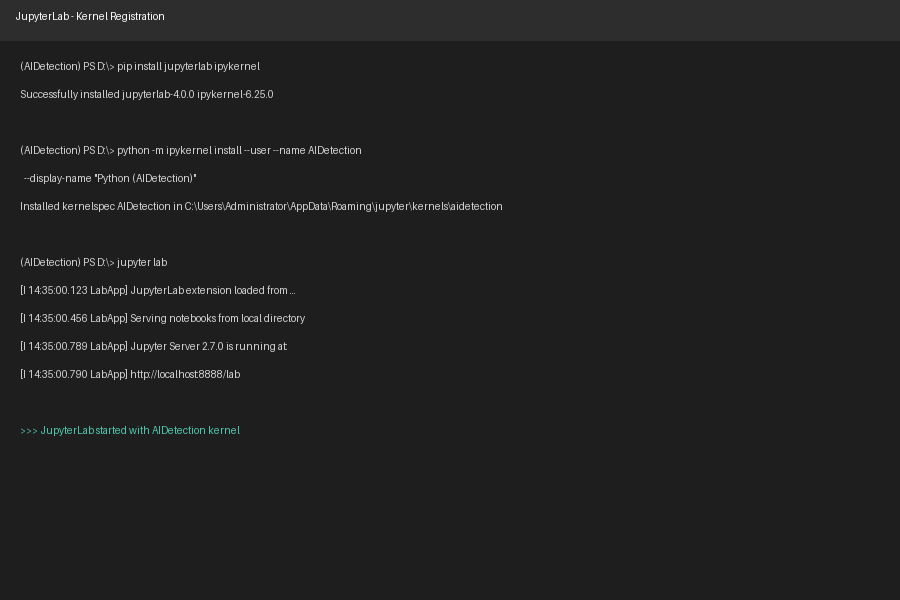 JupyterLab - Kernel Registration
(AIDetection) PS D:\> pip install jupyterlab ipykernel
Successfully installed jupyterlab-4.0.0 ipykernel-6.25.0
(AIDetection) PS D:\> python -m ipykernel install --user --name AIDetection
--display-name "Python (AIDetection)"
Installed kernelspec AIDetection in C:\Users\Administrator\AppData\Roaming\jupyter\kernels\aidetection
(AIDetection) PS D:\> jupyter lab
[I 14:35:00.123 LabApp] JupyterLab extension loaded from ...
[I 14:35:00.456 LabApp] Serving notebooks from local directory
[I 14:35:00.789 LabApp] Jupyter Server 2.7.0 is running at:
[I 14:35:00.790 LabApp] http://localhost:8888/lab
>>> JupyterLab started with AIDetection kernel